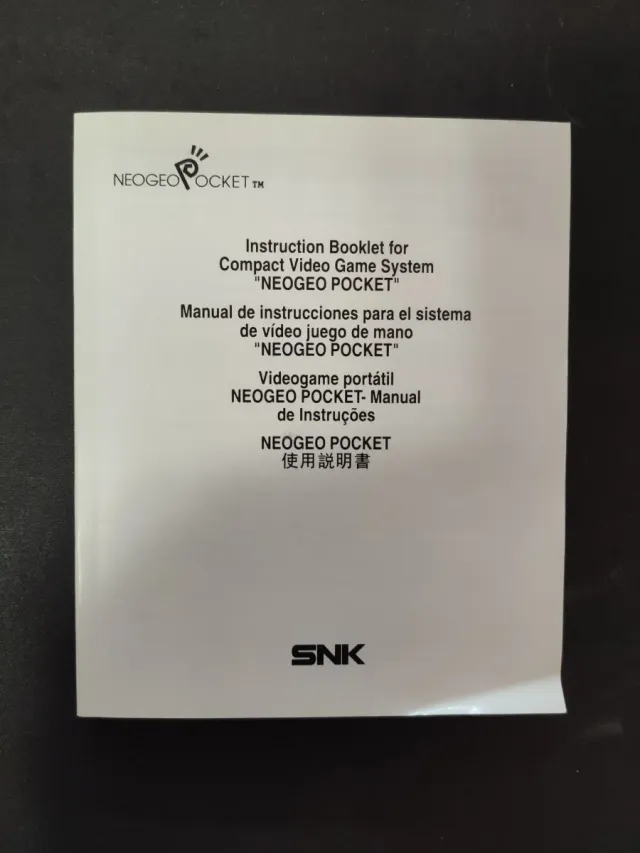 NEOGEO POCKET™
Instruction Booklet for
Compact Video Game System
"NEOGEO POCKET"
Manual de instrucciones para el sistema
de vídeo juego de mano
"NEOGEO POCKET"
Videogame portátil
NEOGEO POCKET- Manual
de Instruções
NEOGEO POCKET
使用説明書
SNK